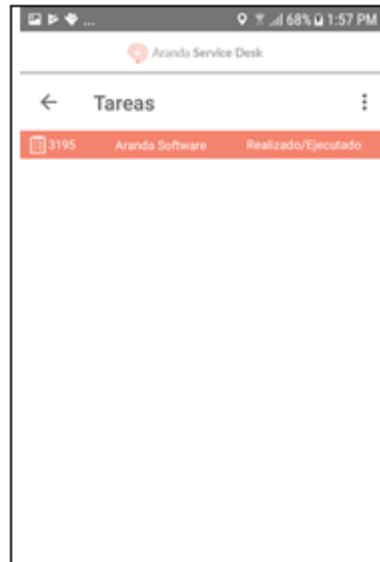 ... 68% 1:57 PM
Aranda Service Desk
Tareas
3195 Aranda Software Realizado/Ejecutado